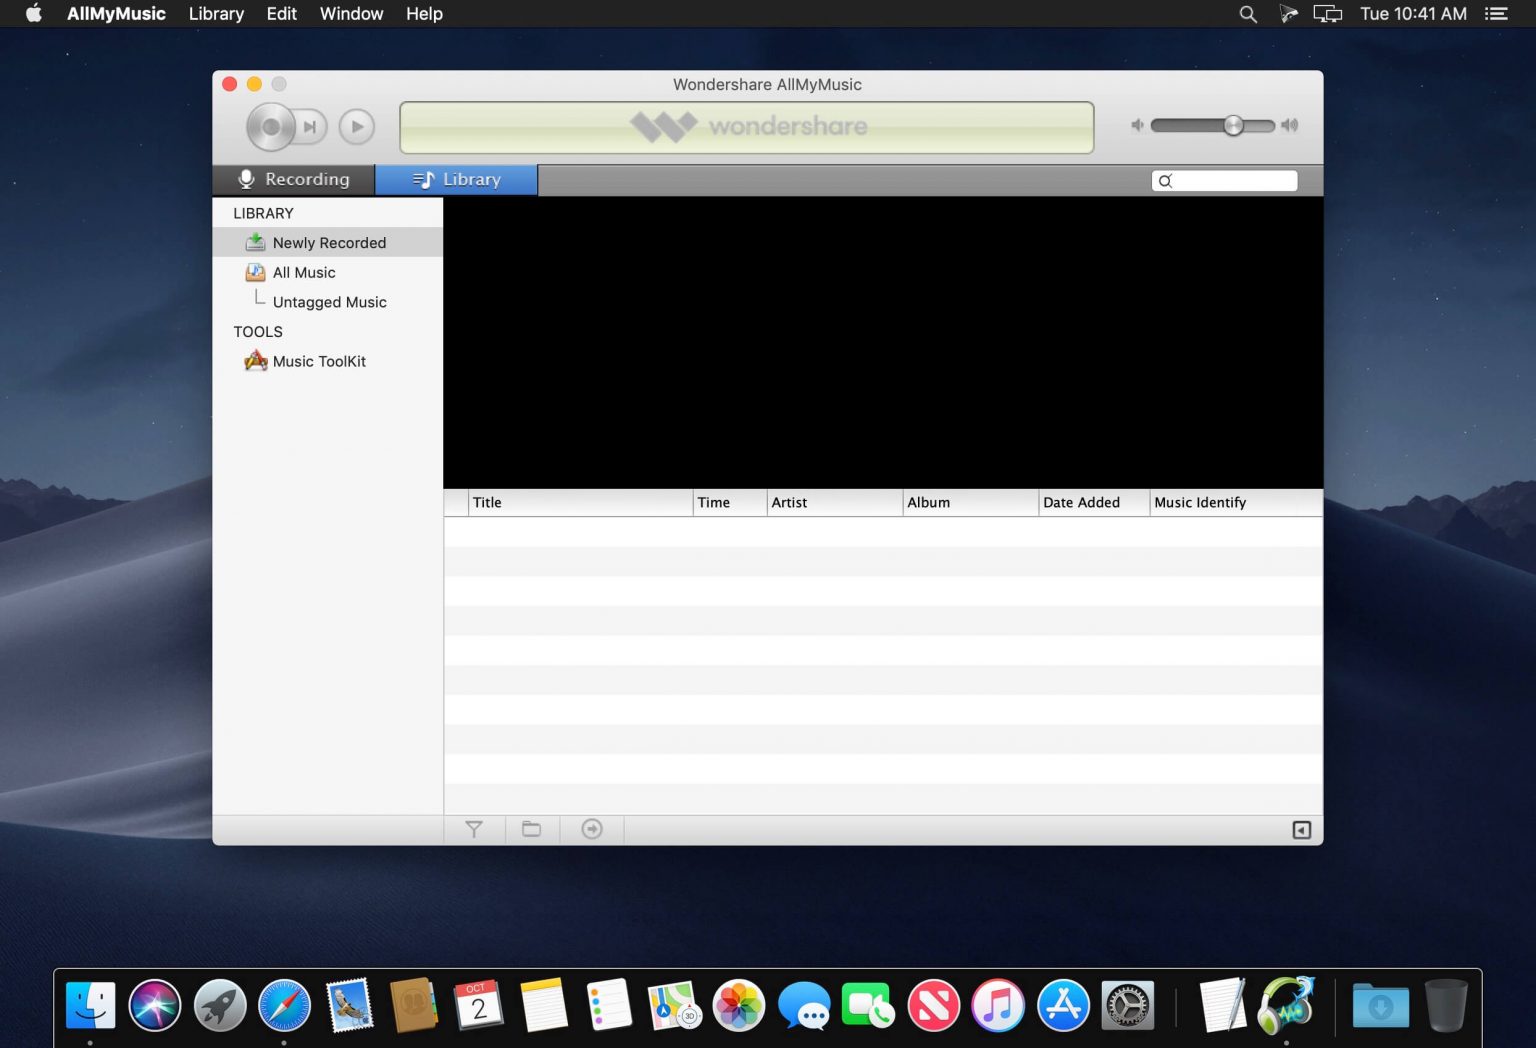 AllMyMusic Library Edit Window Help Tue 10:41 AM
Wondershare AllMyMusic
wondershare
Recording Library
LIBRARY
Newly Recorded
All Music
Untagged Music
TOOLS
Music ToolKit
Title Time Artist Album Date Added Music Identify
OCT
2
3D